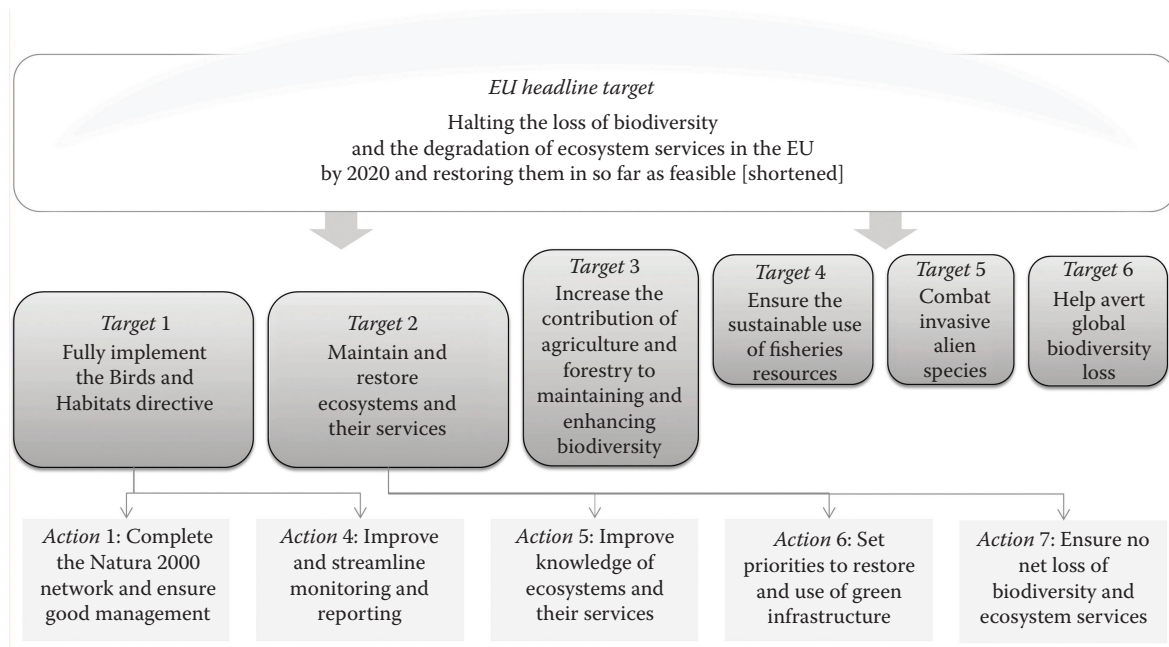 EU headline target
Halting the loss of biodiversity
and the degradation of ecosystem services in the EU
by 2020 and restoring them in so far as feasible [shortened]
Target 1
Fully implement
the Birds and
Habitats directive
Target 2
Maintain and
restore
ecosystems and
their services
Target 3
Increase the
contribution of
agriculture and
forestry to
maintaining and
enhancing
biodiversity
Target 4
Ensure the
sustainable use
of fisheries
resources
Target 5
Combat
invasive
alien
species
Target 6
Help avert
global
biodiversity
loss
Action 1: Complete
the Natura 2000
network and ensure
good management
Action 4: Improve
and streamline
monitoring and
reporting
Action 5: Improve
knowledge of
ecosystems and
their services
Action 6: Set
priorities to restore
and use of green
infrastructure
Action 7: Ensure no
net loss of
biodiversity and
ecosystem services